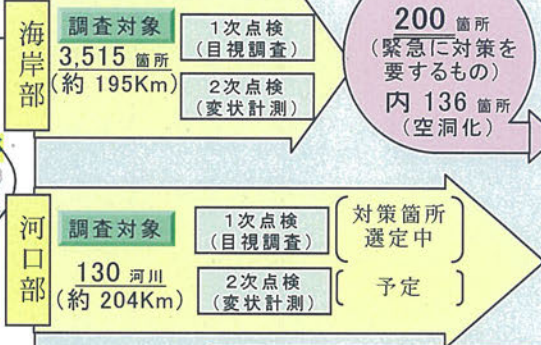 海岸部
調査対象
3,515 箇所
(約 195Km)
1次点検
(目視調査)
2次点検
(変状計測)
200 箇所
(緊急に対策を
要するもの)
内 136 箇所
(空洞化)
河口部
調査対象
130 河川
(約 204Km)
1次点検
(目視調査)
対策箇所
選定中
2次点検
(変状計測)
予定